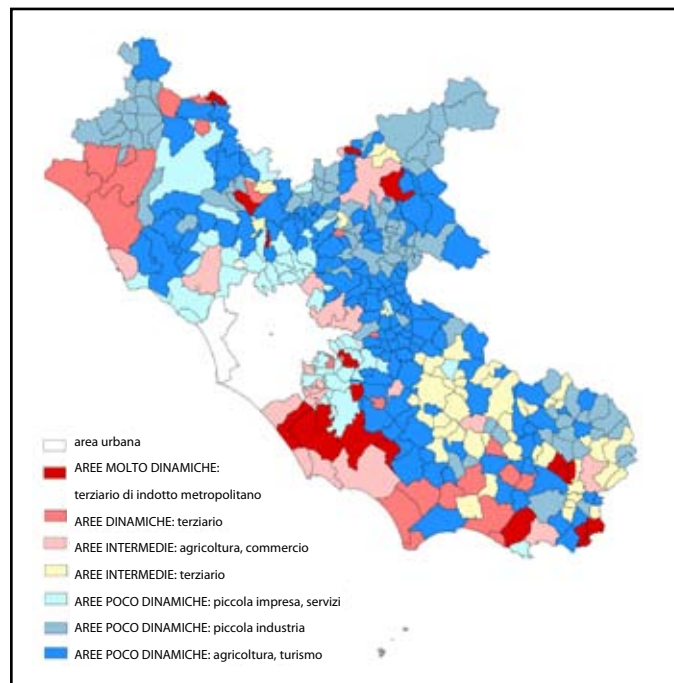 area urbana
AREE MOLTO DINAMICHE:
terziario di indotto metropolitano
AREE DINAMICHE: terziario
AREE INTERMEDIE: agricoltura, commercio
AREE INTERMEDIE: terziario
AREE POCO DINAMICHE: piccola impresa, servizi
AREE POCO DINAMICHE: piccola industria
AREE POCO DINAMICHE: agricoltura, turismo